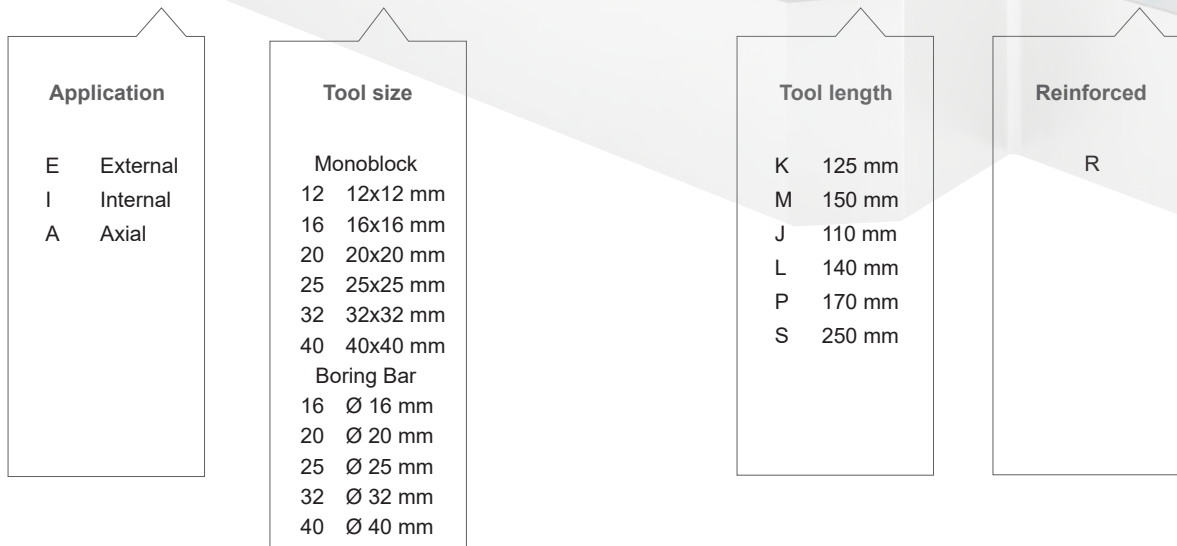 Application
E External
I Internal
A Axial
Tool size
Monoblock
12 12x12 mm
16 16x16 mm
20 20x20 mm
25 25x25 mm
32 32x32 mm
40 40x40 mm
Boring Bar
16 Ø 16 mm
20 Ø 20 mm
25 Ø 25 mm
32 Ø 32 mm
40 Ø 40 mm
Tool length
K 125 mm
M 150 mm
J 110 mm
L 140 mm
P 170 mm
S 250 mm
Reinforced
R